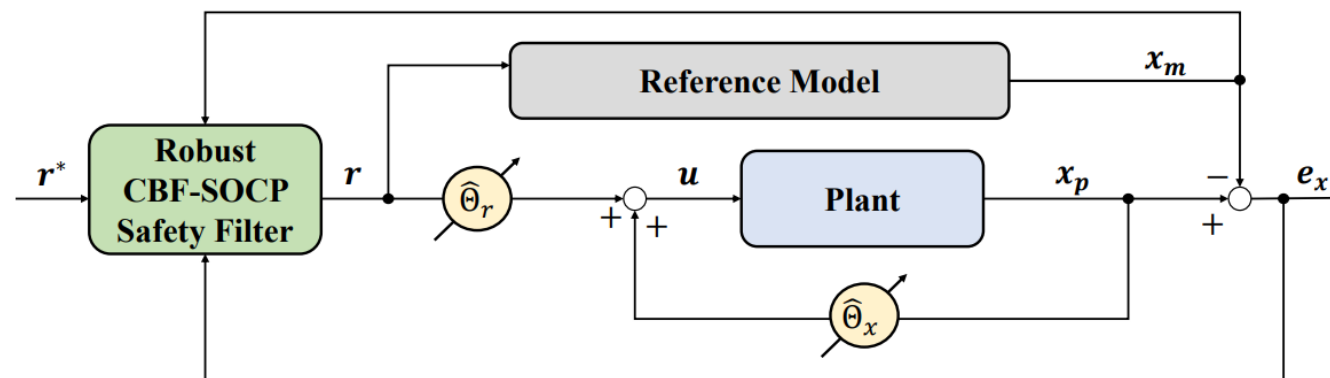 Reference Model
x_m
Robust
CBF-SOCP
Safety Filter
r*
r
Θ̂_r
+
+
u
Plant
x_p
−
+
e_x
Θ̂_x